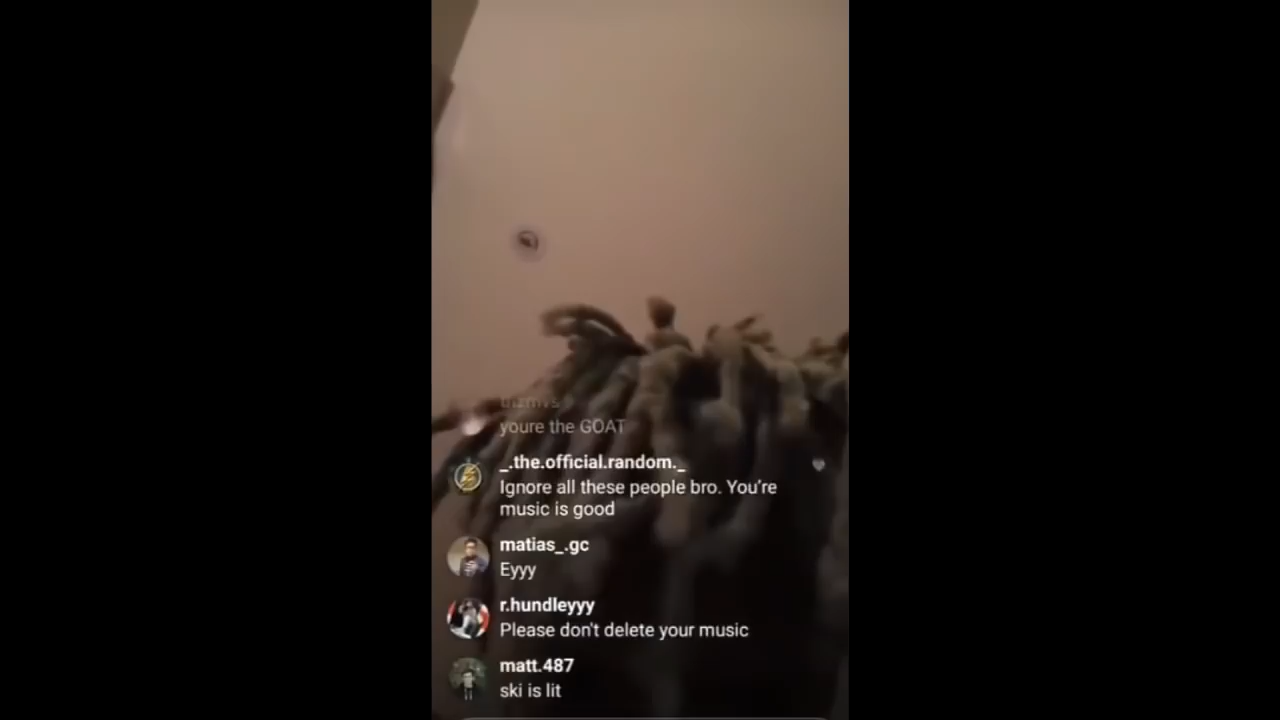 youre the GOAT
_.the.official.random._
Ignore all these people bro. You're
music is good
matias_.gc
Eyyy
r.hundleyyy
Please don't delete your music
matt.487
ski is lit